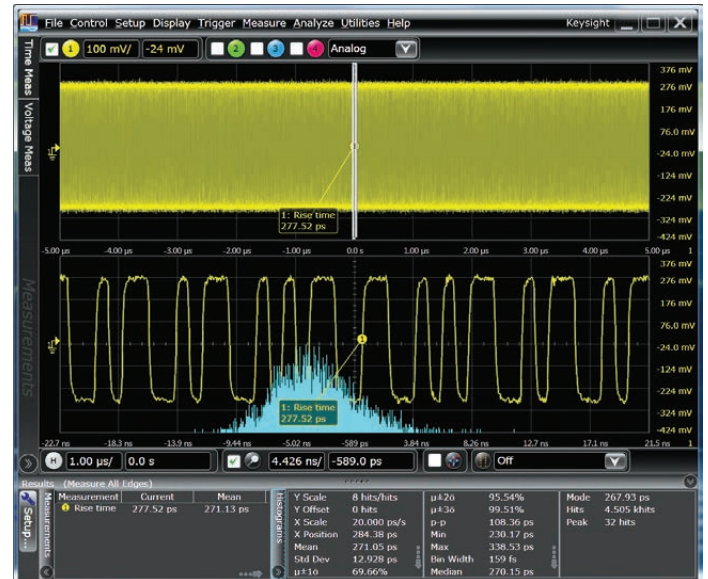 File Control Setup Display Trigger Measure Analyze Utilities Help Keysight
1 100 mV/ -24 mV 2 3 4 Analog
Time Meas
Voltage Meas
Measurements
376 mV
276 mV
176 mV
76.0 mV
-24.0 mV
-124 mV
-224 mV
-324 mV
-424 mV
1: Rise time
277.52 ps
-5.00 µs -4.00 µs -3.00 µs -2.00 µs -1.00 µs 0.0 s 1.00 µs 2.00 µs 3.00 µs 4.00 µs 5.00 µs 1
376 mV
276 mV
176 mV
76.0 mV
-24.0 mV
-124 mV
-224 mV
-324 mV
-424 mV
1
1: Rise time
277.52 ps
-22.7 ns -18.3 ns -13.9 ns -9.44 ns -5.02 ns -589 ps 3.84 ns 8.26 ns 12.7 ns 17.1 ns 21.5 ns 1
H 1.00 µs/ 0.0 s 4.426 ns/ -589.0 ps Off
Results (Measure All Edges)
Setup...
Measurements
Measurement Current Mean
Rise time 277.52 ps 271.13 ps
Histograms
Y Scale 8 hits/hits µ±2σ 95.54% Mode 267.93 ps
Y Offset 0 hits µ±3σ 99.51% Hits 4.505 khits
X Scale 20.000 ps/s p-p 108.36 ps Peak 32 hits
X Position 284.38 ps Min 230.17 ps
Mean 271.05 ps Max 338.53 ps
Std Dev 12.928 ps Bin Width 159 fs
µ±1σ 69.66% Median 270.15 ps